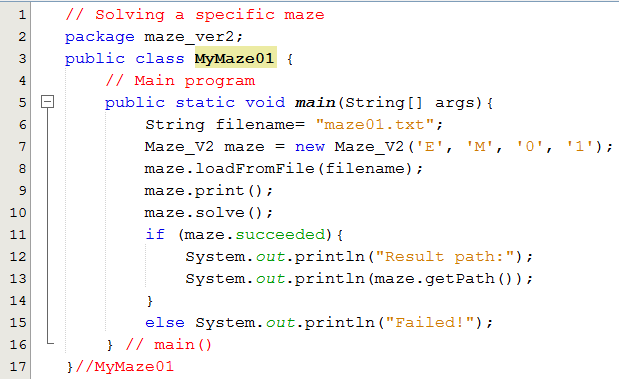 1 // Solving a specific maze
2 package maze_ver2;
3 public class MyMaze01 {
4     // Main program
5     public static void main(String[] args){
6         String filename= "maze01.txt";
7         Maze_V2 maze = new Maze_V2('E', 'M', '0', '1');
8         maze.loadFromFile(filename);
9         maze.print();
10         maze.solve();
11         if (maze.succeeded){
12             System.out.println("Result path:");
13             System.out.println(maze.getPath());
14         }
15         else System.out.println("Failed!");
16     } // main()
17 }//MyMaze01